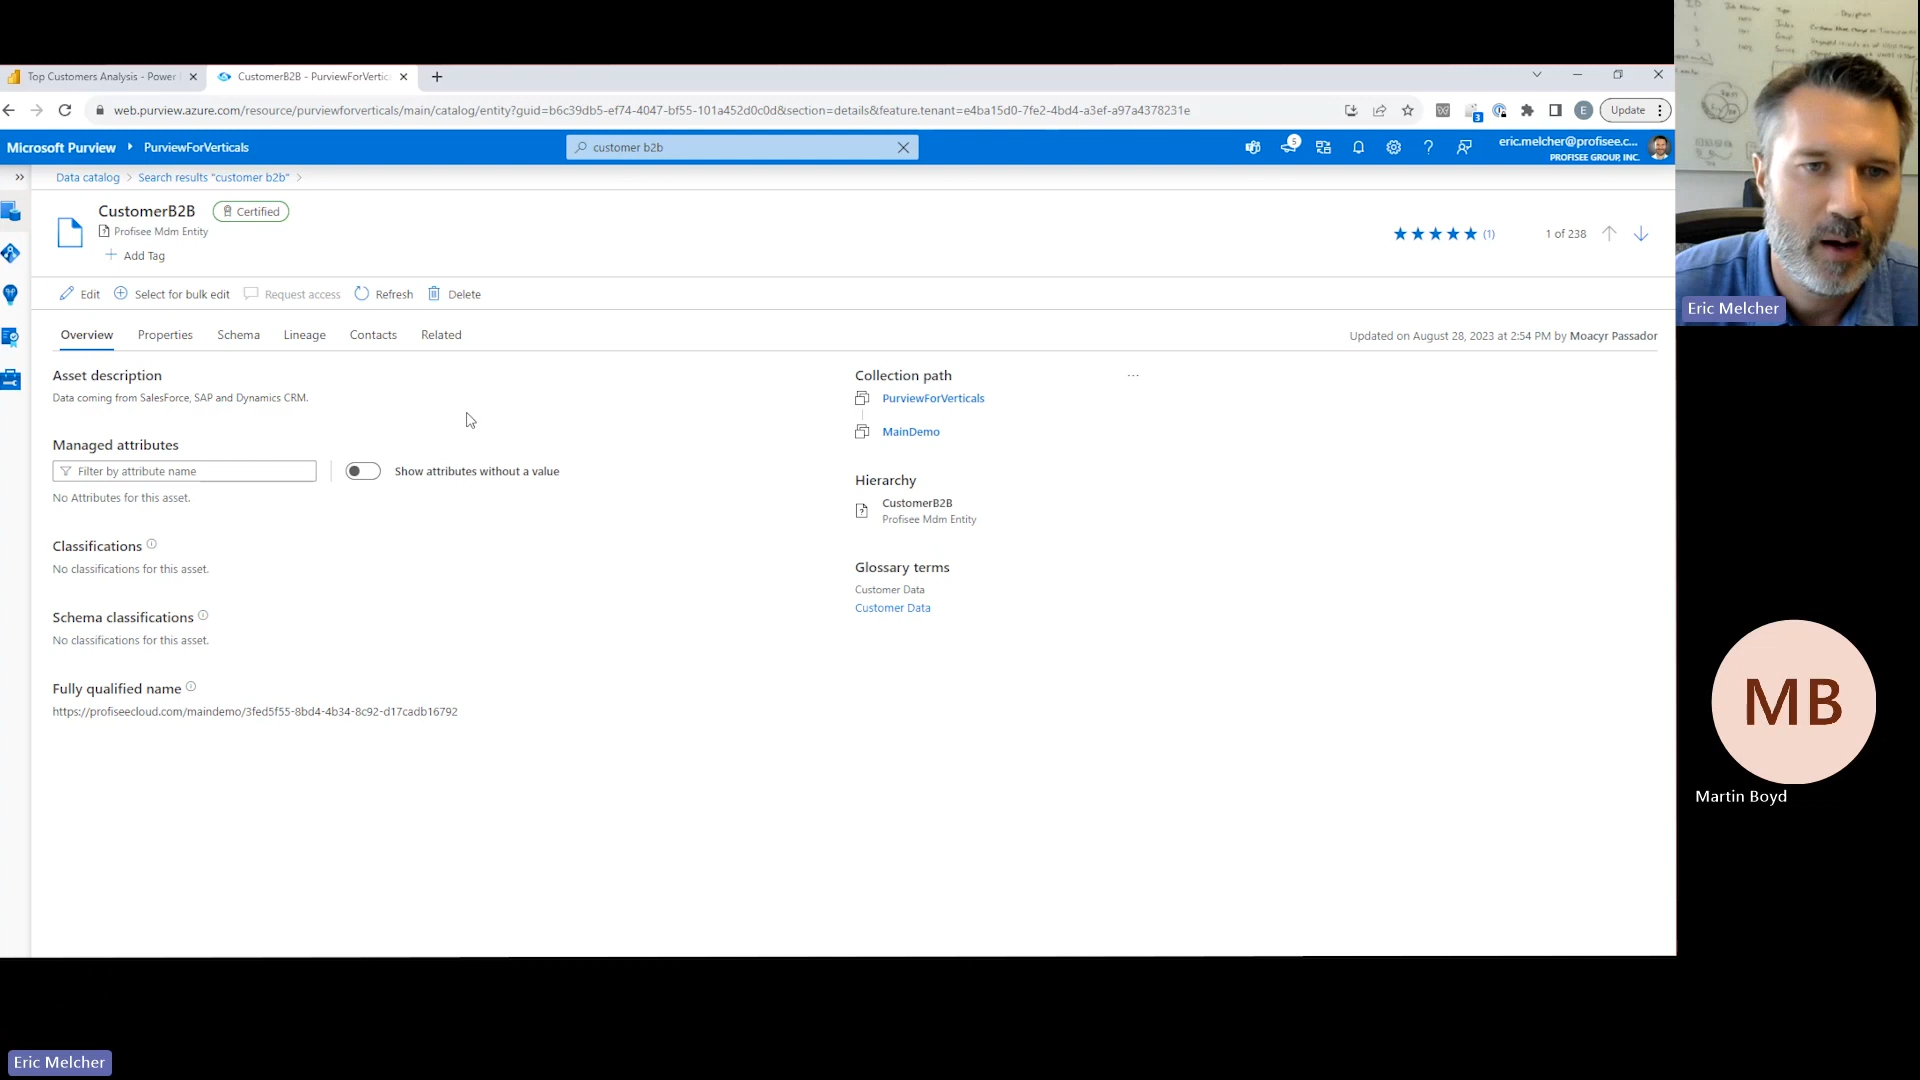 Top Customers Analysis - Power
CustomerB2B - PurviewForVertic
web.purview.azure.com/resource/purviewforverticals/main/catalog/entity?guid=b6c39db5-ef74-4047-bf55-101a452d0c0d&section=details&feature.tenant=e4ba15d0-7fe2-4bd4-a3ef-a97a4378231e
3
E
Update
Microsoft Purview
PurviewForVerticals
customer b2b
5
eric.melcher@profisee.c...
PROFISEE GROUP, INC.
Data catalog > Search results "customer b2b" >
CustomerB2B
Certified
Profisee Mdm Entity
Add Tag
(1)
1 of 238
Edit
Select for bulk edit
Request access
Refresh
Delete
Overview
Properties
Schema
Lineage
Contacts
Related
Updated on August 28, 2023 at 2:54 PM by Moacyr Passador
Asset description
Data coming from SalesForce, SAP and Dynamics CRM.
Managed attributes
Filter by attribute name
Show attributes without a value
No Attributes for this asset.
Classifications
No classifications for this asset.
Schema classifications
No classifications for this asset.
Fully qualified name
https://profiseecloud.com/maindemo/3fed5f55-8bd4-4b34-8c92-d17cadb16792
Collection path
...
PurviewForVerticals
MainDemo
Hierarchy
CustomerB2B
Profisee Mdm Entity
Glossary terms
Customer Data
Customer Data
Eric Melcher
MB
Martin Boyd
Eric Melcher